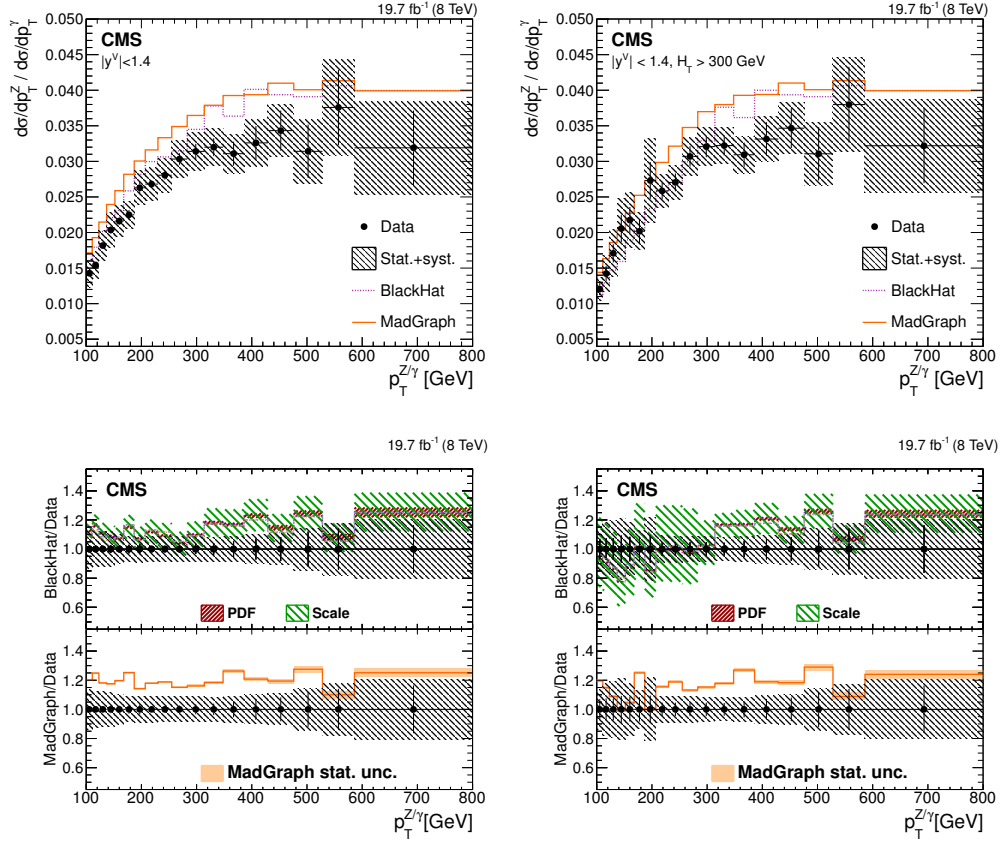 19.7 fb⁻¹ (8 TeV)
CMS
|y^V|<1.4
dσ/dp_T^Z / dσ/dp_T^γ
0.050
0.045
0.040
0.035
0.030
0.025
0.020
0.015
0.010
0.005
Data
Stat.+syst.
BlackHat
MadGraph
100 200 300 400 500 600 700 800
p_T^{Z/γ} [GeV]
19.7 fb⁻¹ (8 TeV)
CMS
|y^V| < 1.4, H_T > 300 GeV
dσ/dp_T^Z / dσ/dp_T^γ
0.050
0.045
0.040
0.035
0.030
0.025
0.020
0.015
0.010
0.005
Data
Stat.+syst.
BlackHat
MadGraph
100 200 300 400 500 600 700 800
p_T^{Z/γ} [GeV]
19.7 fb⁻¹ (8 TeV)
CMS
BlackHat/Data
1.4
1.2
1.0
0.8
0.6
PDF Scale
MadGraph/Data
1.4
1.2
1.0
0.8
0.6
MadGraph stat. unc.
100 200 300 400 500 600 700 800
p_T^{Z/γ} [GeV]
19.7 fb⁻¹ (8 TeV)
CMS
BlackHat/Data
1.4
1.2
1.0
0.8
0.6
PDF Scale
MadGraph/Data
1.4
1.2
1.0
0.8
0.6
MadGraph stat. unc.
100 200 300 400 500 600 700 800
p_T^{Z/γ} [GeV]